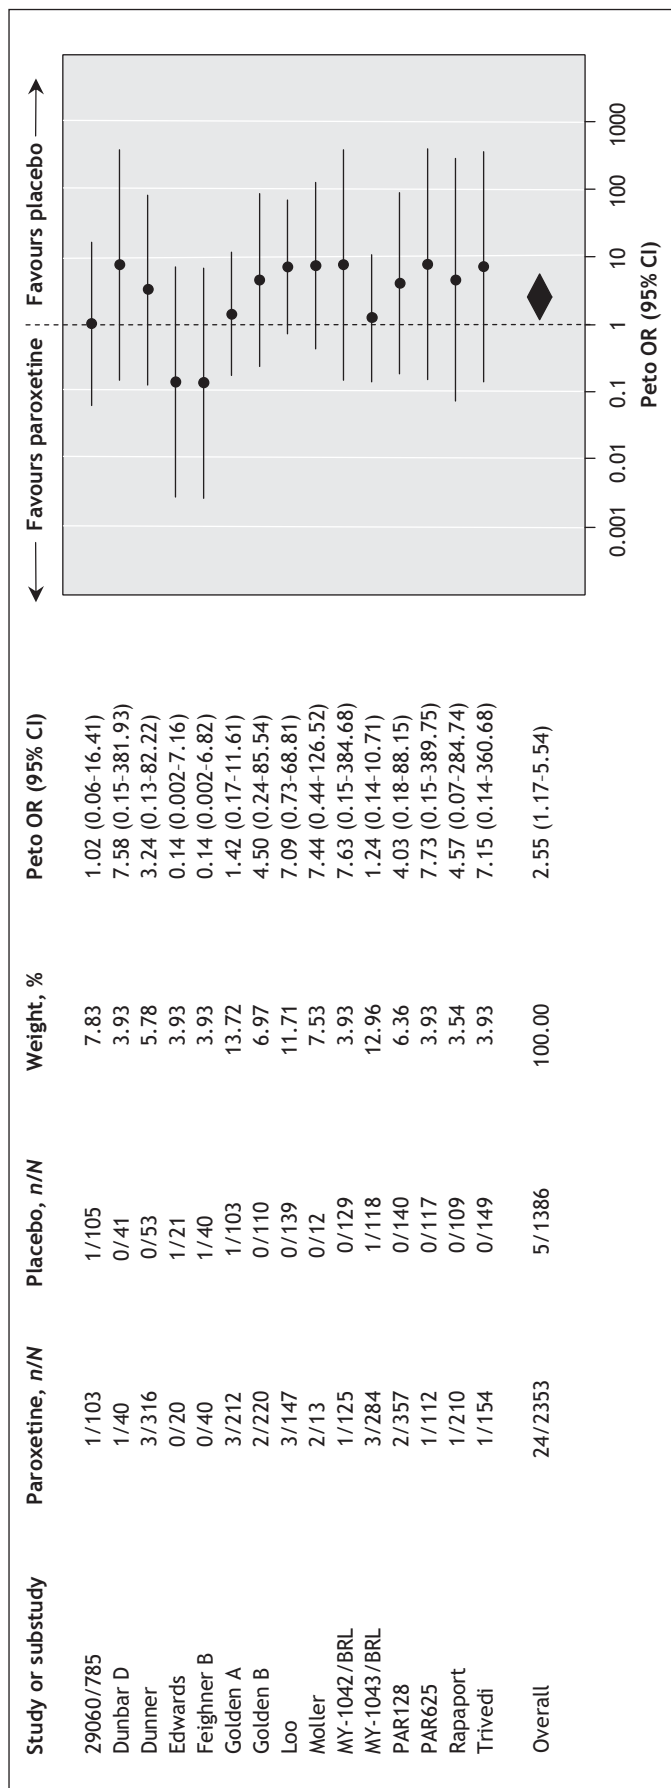 Study or substudy Paroxetine, n/N Placebo, n/N Weight, % Peto OR (95% CI) ← Favours paroxetine Favours placebo →
29060/785 1/103 1/105 7.83 1.02 (0.06-16.41)
Dunbar D 1/40 0/41 3.93 7.58 (0.15-381.93)
Dunner 3/316 0/53 5.78 3.24 (0.13-82.22)
Edwards 0/20 1/21 3.93 0.14 (0.002-7.16)
Feighner B 0/40 1/40 3.93 0.14 (0.002-6.82)
Golden A 3/212 1/103 13.72 1.42 (0.17-11.61)
Golden B 2/220 0/110 6.97 4.50 (0.24-85.54)
Loo 3/147 0/139 11.71 7.09 (0.73-68.81)
Moller 2/13 0/12 7.53 7.44 (0.44-126.52)
MY-1042/BRL 1/125 0/129 3.93 7.63 (0.15-384.68)
MY-1043/BRL 3/284 1/118 12.96 1.24 (0.14-10.71)
PAR128 2/357 0/140 6.36 4.03 (0.18-88.15)
PAR625 1/112 0/117 3.93 7.73 (0.15-389.75)
Rapaport 1/210 0/109 3.54 4.57 (0.07-284.74)
Trivedi 1/154 0/149 3.93 7.15 (0.14-360.68)
Overall 24/2353 5/1386 100.00 2.55 (1.17-5.54)
0.001 0.01 0.1 1 10 100 1000
Peto OR (95% CI)